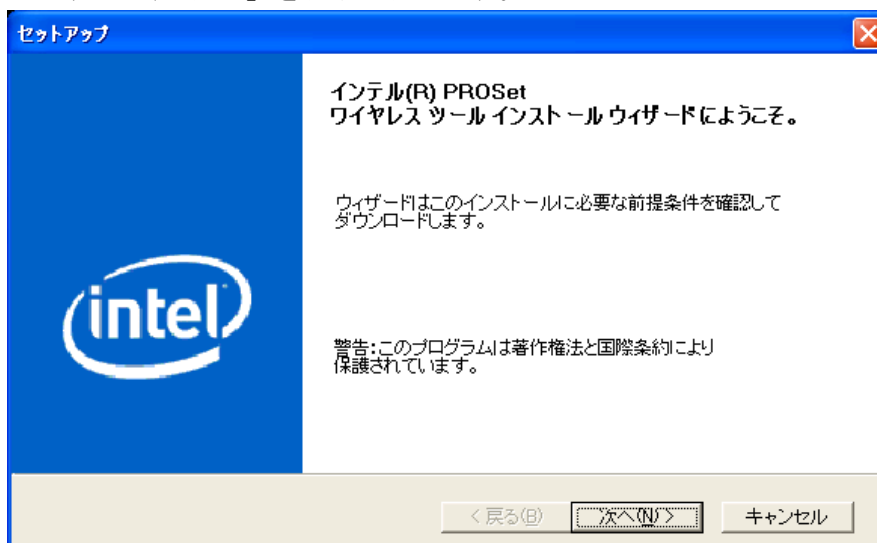 セットアップ
インテル(R) PROSet
ワイヤレス ツール インストール ウィザードにようこそ。
ウィザードはこのインストールに必要な前提条件を確認して
ダウンロードします。
intel
警告:このプログラムは著作権法と国際条約により
保護されています。
< 戻る(B)
次へ(N) >
キャンセル